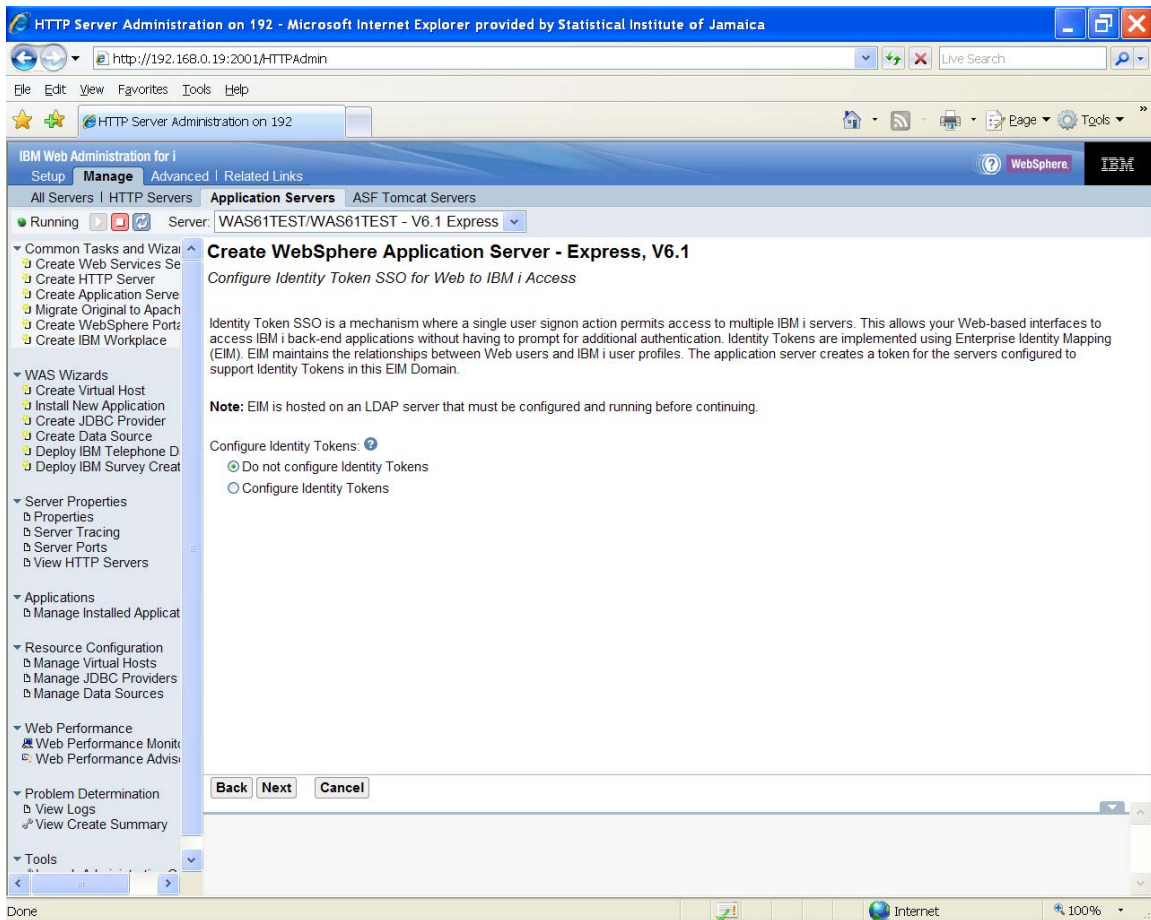 HTTP Server Administration on 192 - Microsoft Internet Explorer provided by Statistical Institute of Jamaica
http://192.168.0.19:2001/HTTPAdmin
Live Search
File Edit View Favorites Tools Help
HTTP Server Administration on 192
Page Tools
IBM Web Administration for i
WebSphere. IBM
Setup Manage Advanced | Related Links
All Servers | HTTP Servers Application Servers ASF Tomcat Servers
Running Server: WAS61TEST/WAS61TEST - V6.1 Express
Common Tasks and Wizar
Create Web Services Se
Create HTTP Server
Create Application Serve
Migrate Original to Apach
Create WebSphere Porta
Create IBM Workplace
WAS Wizards
Create Virtual Host
Install New Application
Create JDBC Provider
Create Data Source
Deploy IBM Telephone D
Deploy IBM Survey Creat
Server Properties
Properties
Server Tracing
Server Ports
View HTTP Servers
Applications
Manage Installed Applicat
Resource Configuration
Manage Virtual Hosts
Manage JDBC Providers
Manage Data Sources
Web Performance
Web Performance Monito
Web Performance Adviso
Problem Determination
View Logs
View Create Summary
Tools
Create WebSphere Application Server - Express, V6.1
Configure Identity Token SSO for Web to IBM i Access
Identity Token SSO is a mechanism where a single user signon action permits access to multiple IBM i servers. This allows your Web-based interfaces to
access IBM i back-end applications without having to prompt for additional authentication. Identity Tokens are implemented using Enterprise Identity Mapping
(EIM). EIM maintains the relationships between Web users and IBM i user profiles. The application server creates a token for the servers configured to
support Identity Tokens in this EIM Domain.
Note: EIM is hosted on an LDAP server that must be configured and running before continuing.
Configure Identity Tokens:
Do not configure Identity Tokens
Configure Identity Tokens
Back Next Cancel
Done
Internet
100%